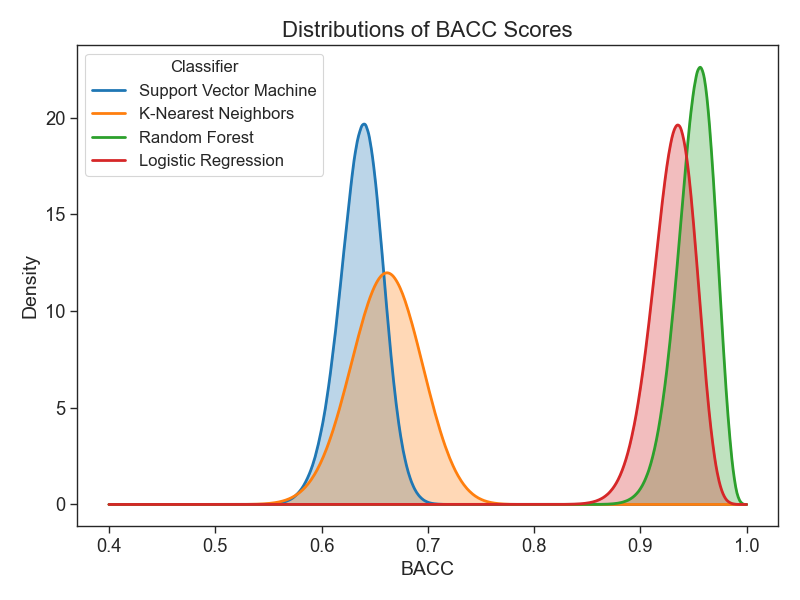 Distributions of BACC Scores
Classifier
Support Vector Machine
K-Nearest Neighbors
Random Forest
Logistic Regression
Density
20
15
10
5
0
0.4 0.5 0.6 0.7 0.8 0.9 1.0
BACC